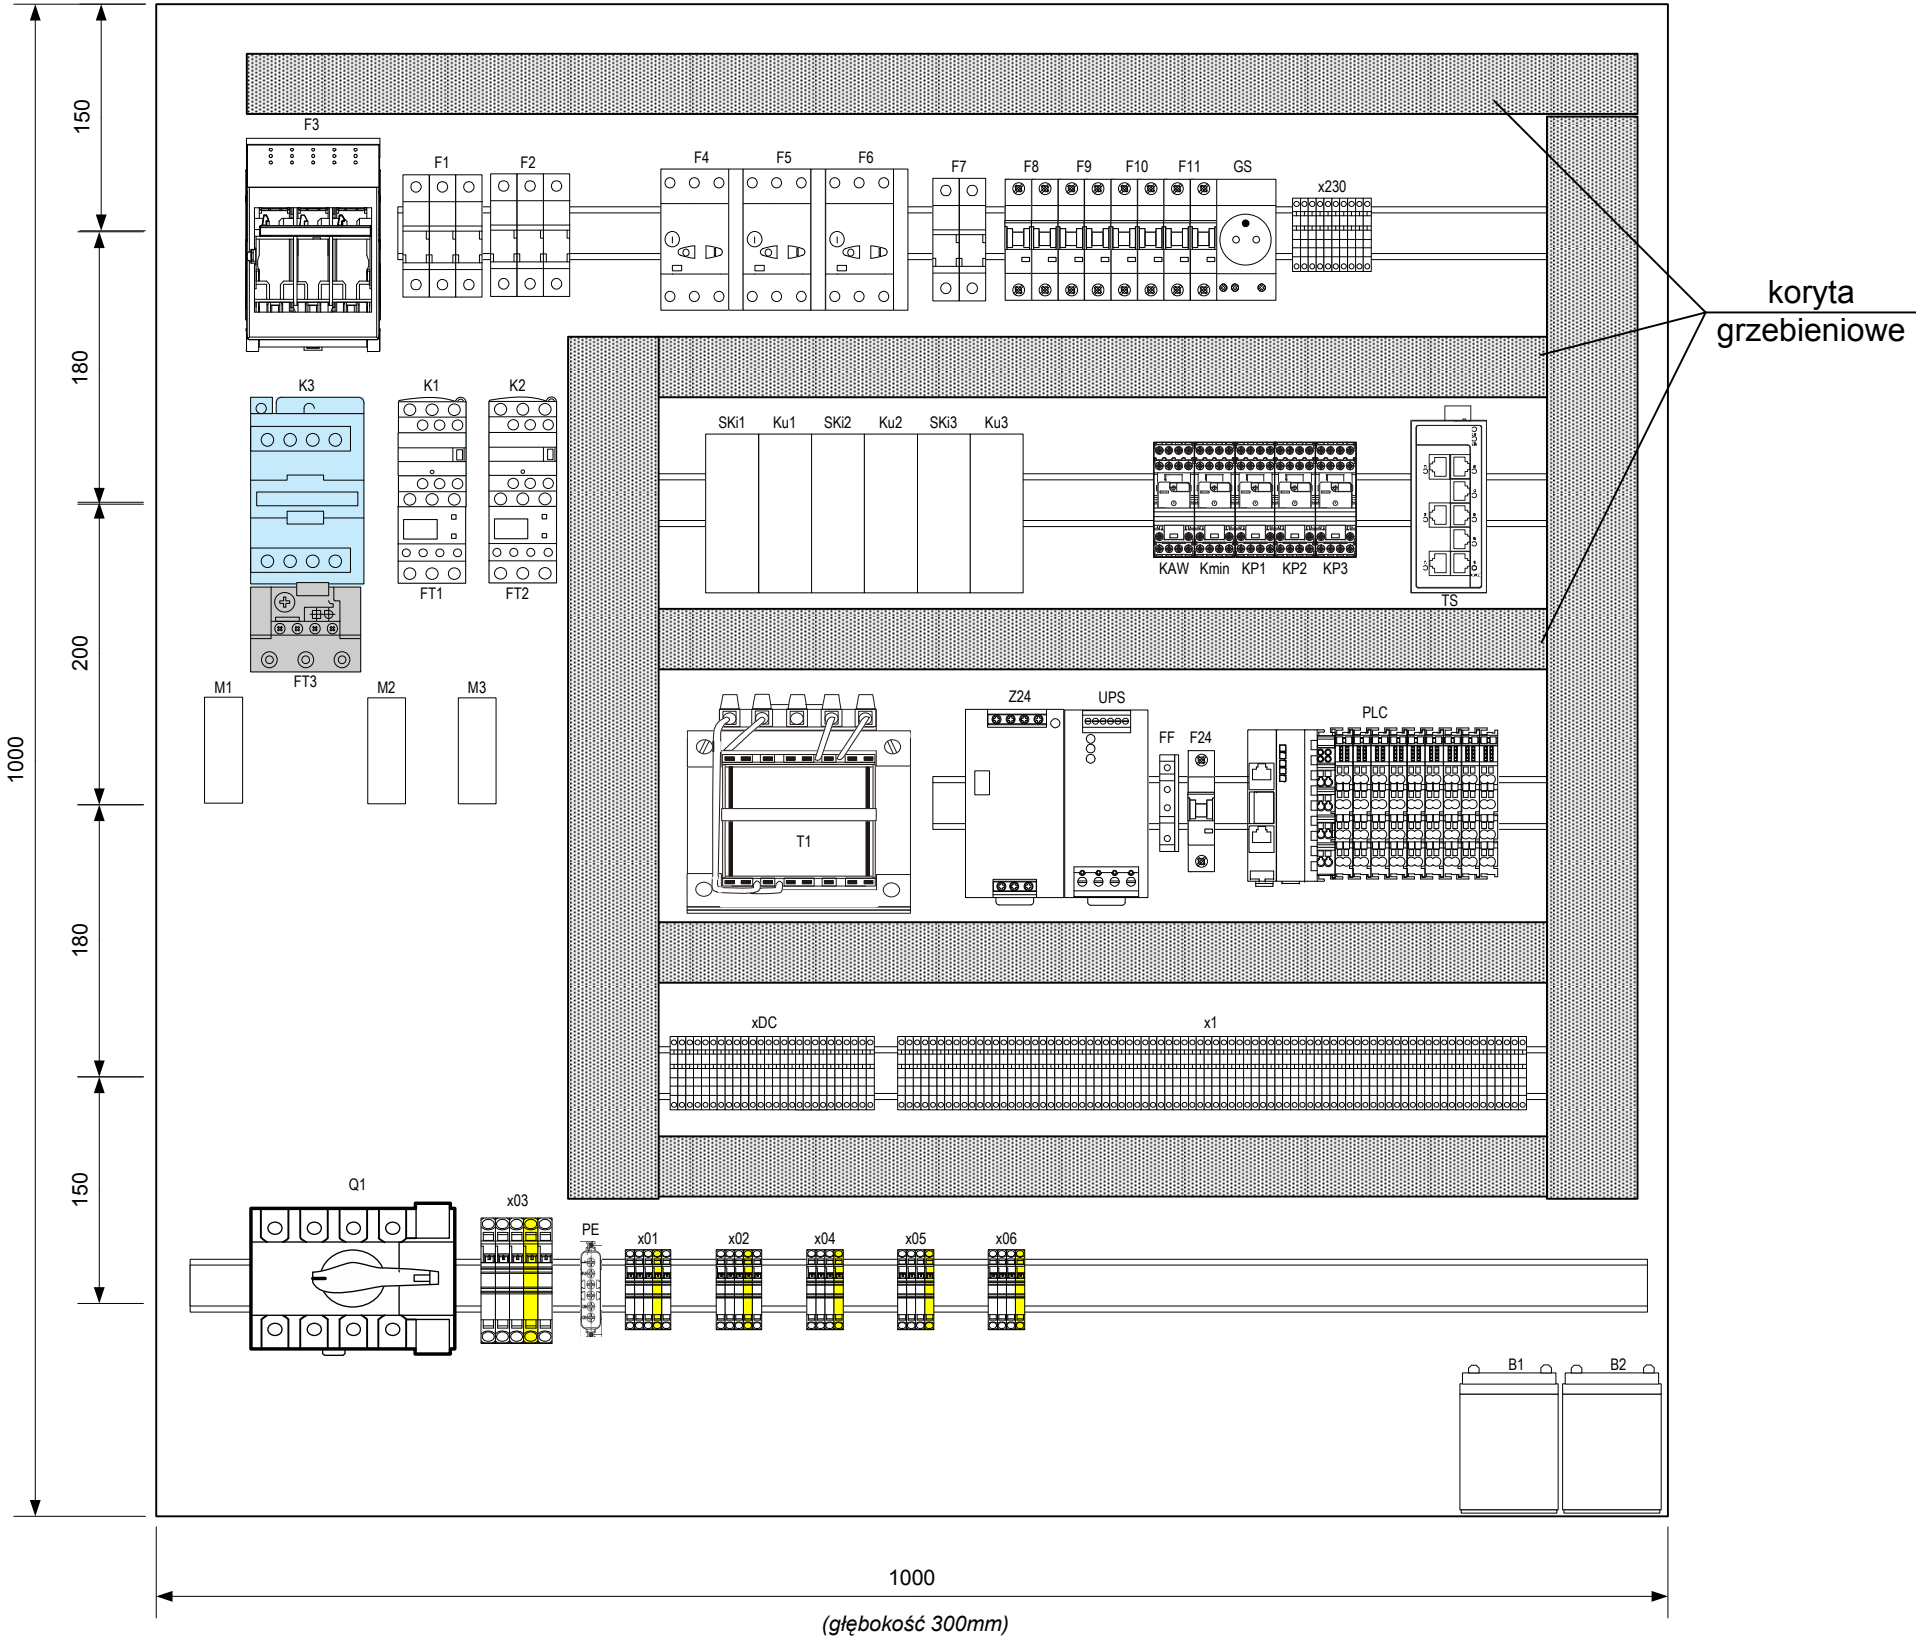 F3
F1
F2
F4
F5
F6
F7
F8
F9
F10
F11
GS
x230
150
koryta
grzebieniowe
180
K3
K1
K2
SKi1
Ku1
SKi2
Ku2
SKi3
Ku3
KAW
Kmin
KP1
KP2
KP3
TS
FT1
FT2
FT3
200
M1
M2
M3
Z24
UPS
FF
F24
PLC
T1
1000
180
xDC
x1
150
Q1
x03
PE
x01
x02
x04
x05
x06
B1
B2
1000
(głębokość 300mm)